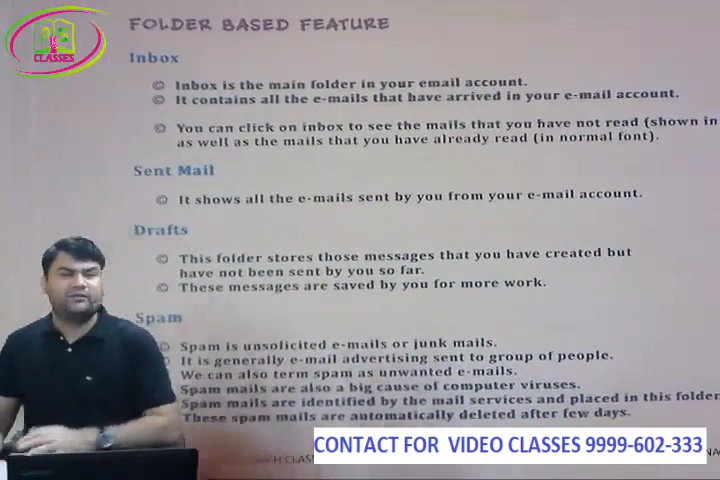 CLASSES
FOLDER BASED FEATURE
Inbox
© Inbox is the main folder in your email account.
© It contains all the e-mails that have arrived in your e-mail account.
© You can click on inbox to see the mails that you have not read (shown in
as well as the mails that you have already read (in normal font).
Sent Mail
© It shows all the e-mails sent by you from your e-mail account.
Drafts
© This folder stores those messages that you have created but
have not been sent by you so far.
© These messages are saved by you for more work.
Spam
© Spam is unsolicited e-mails or junk mails.
It is generally e-mail advertising sent to group of people.
We can also term spam as unwanted e-mails.
Spam mails are also a big cause of computer viruses.
Spam mails are identified by the mail services and placed in this folder
These spam mails are automatically deleted after few days.
CONTACT FOR VIDEO CLASSES 9999-602-333